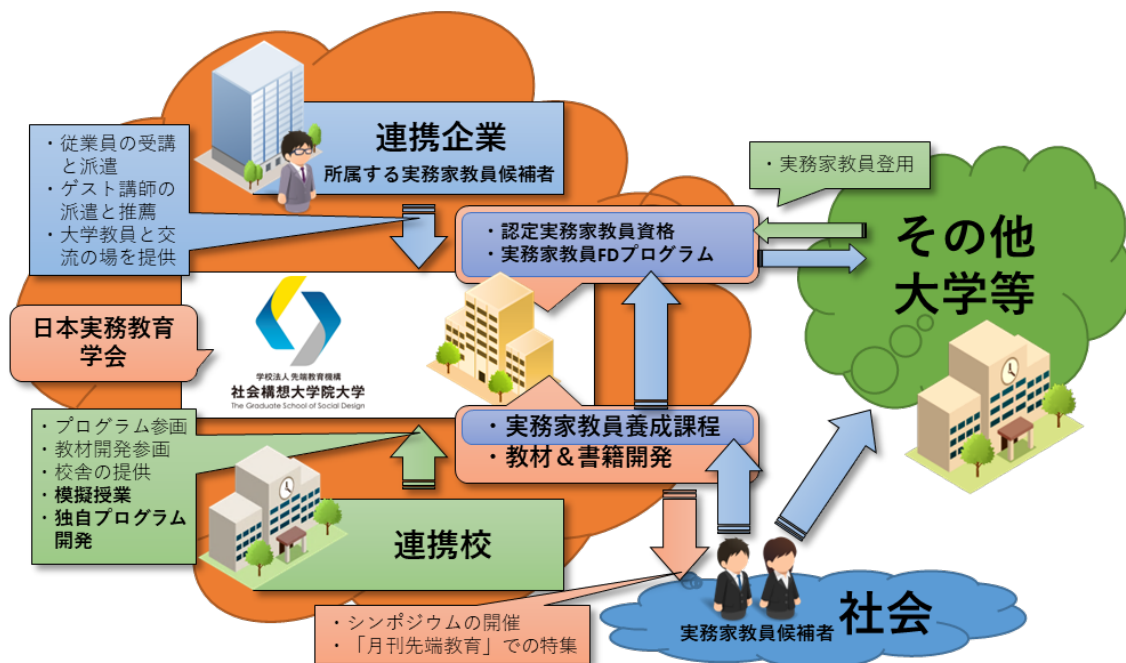 連携企業
所属する実務家教員候補者
・従業員の受講
と派遣
・ゲスト講師の
派遣と推薦
・大学教員と交
流の場を提供
・実務家教員登用
・認定実務家教員資格
・実務家教員FDプログラム
その他
大学等
日本実務教育
学会
学校法人先端教育機構
社会構想大学院大学
The Graduate School of Social Design
・実務家教員養成課程
・教材＆書籍開発
・プログラム参画
・教材開発参画
・校舎の提供
・模擬授業
・独自プログラム
開発
連携校
・シンポジウムの開催
・「月刊先端教育」での特集
実務家教員候補者
社会